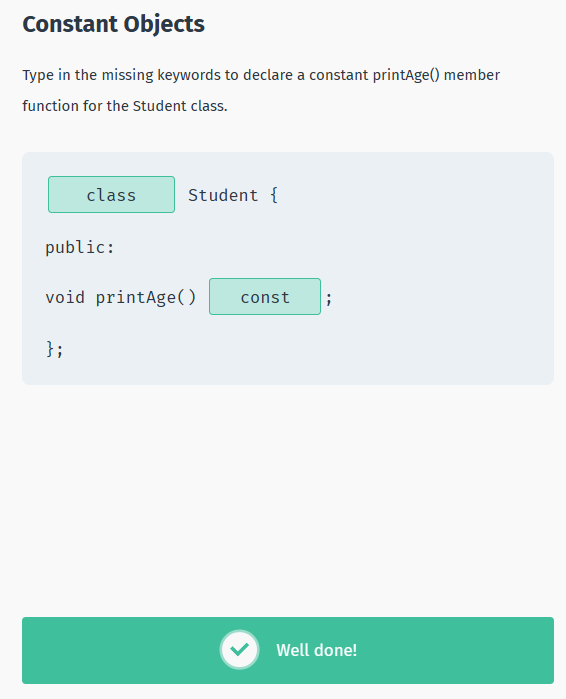 Constant Objects
Type in the missing keywords to declare a constant printAge() member
function for the Student class.
class Student {
public:
void printAge() const ;
};
Well done!